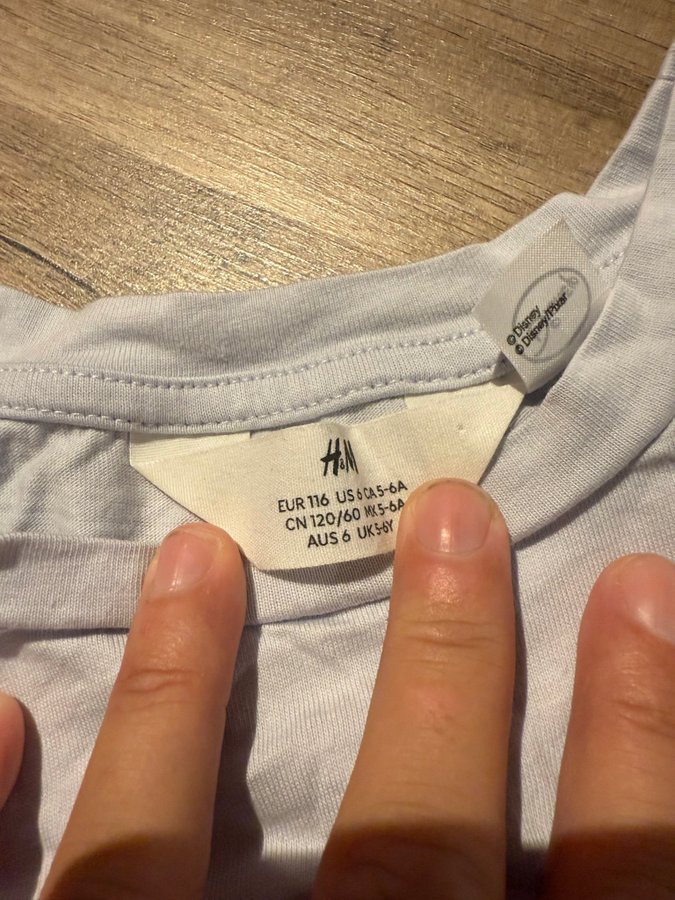 © Disney
© Disney/Pixar
H&M
EUR 116 US 6 CA 5-6A
CN 120/60 MX 5-6A
AUS 6 UK 5-6Y